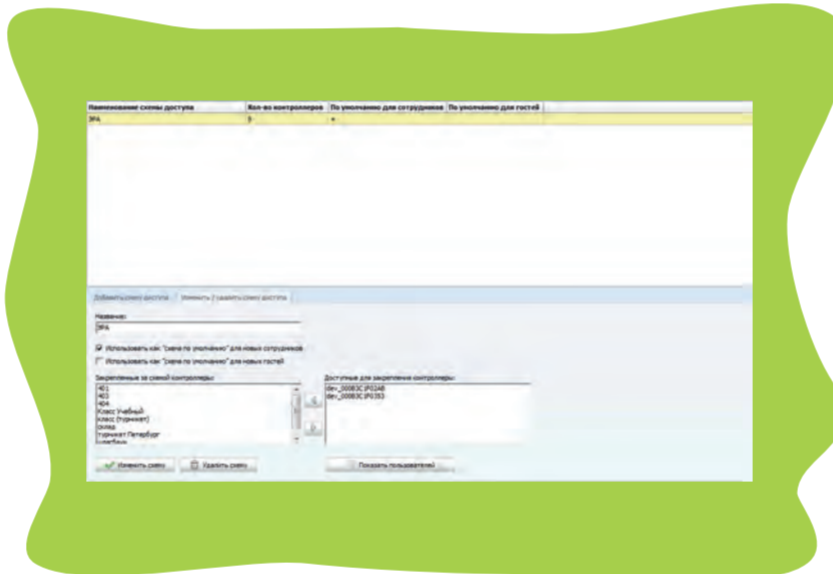 Наименование схемы доступа Кол-во контроллеров По умолчанию для сотрудников По умолчанию для гостей
ЭРА +
Добавить схему доступа Изменить / удалить схему доступа
Название:
ЭРА
Использовать как "схема по умолчанию" для новых сотрудников
Использовать как "схема по умолчанию" для новых гостей
Закрепленные за схемой контроллеры: Доступные для закрепления контроллеры:
401
403
404
Класс Учебный
класс (турникет)
склад
турникет Петербург
Изменить схему Удалить схему Показать пользователей